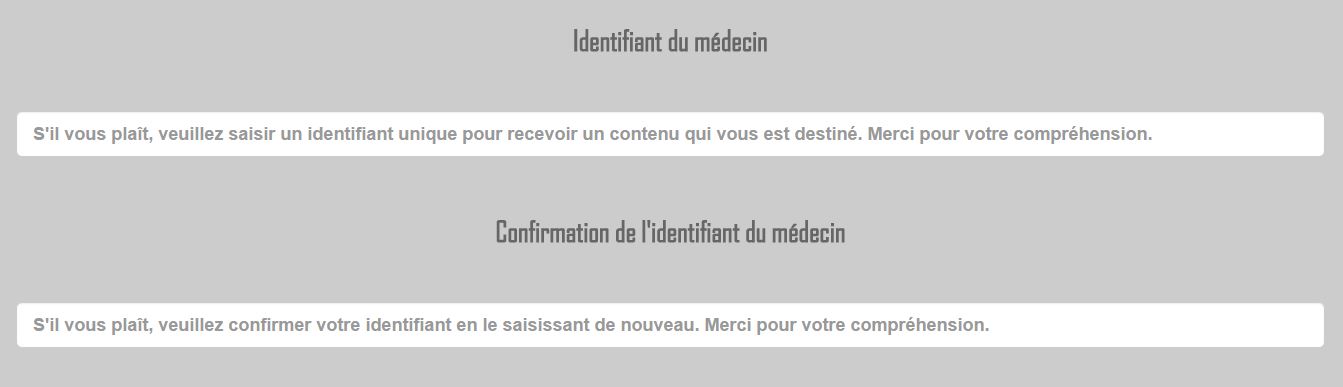 Identifiant du médecin
S'il vous plaît, veuillez saisir un identifiant unique pour recevoir un contenu qui vous est destiné. Merci pour votre compréhension.
Confirmation de l'identifiant du médecin
S'il vous plaît, veuillez confirmer votre identifiant en le saisissant de nouveau. Merci pour votre compréhension.